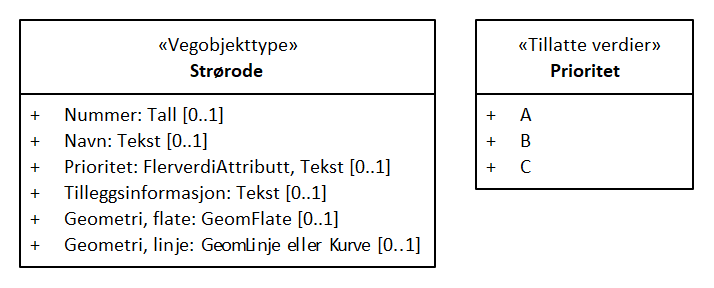 «Vegobjekttype»
Strørode
+ Nummer: Tall [0..1]
+ Navn: Tekst [0..1]
+ Prioritet: FlerverdiAttributt, Tekst [0..1]
+ Tilleggsinformasjon: Tekst [0..1]
+ Geometri, flate: GeomFlate [0..1]
+ Geometri, linje: GeomLinje eller Kurve [0..1]
«Tillatte verdier»
Prioritet
+ A
+ B
+ C